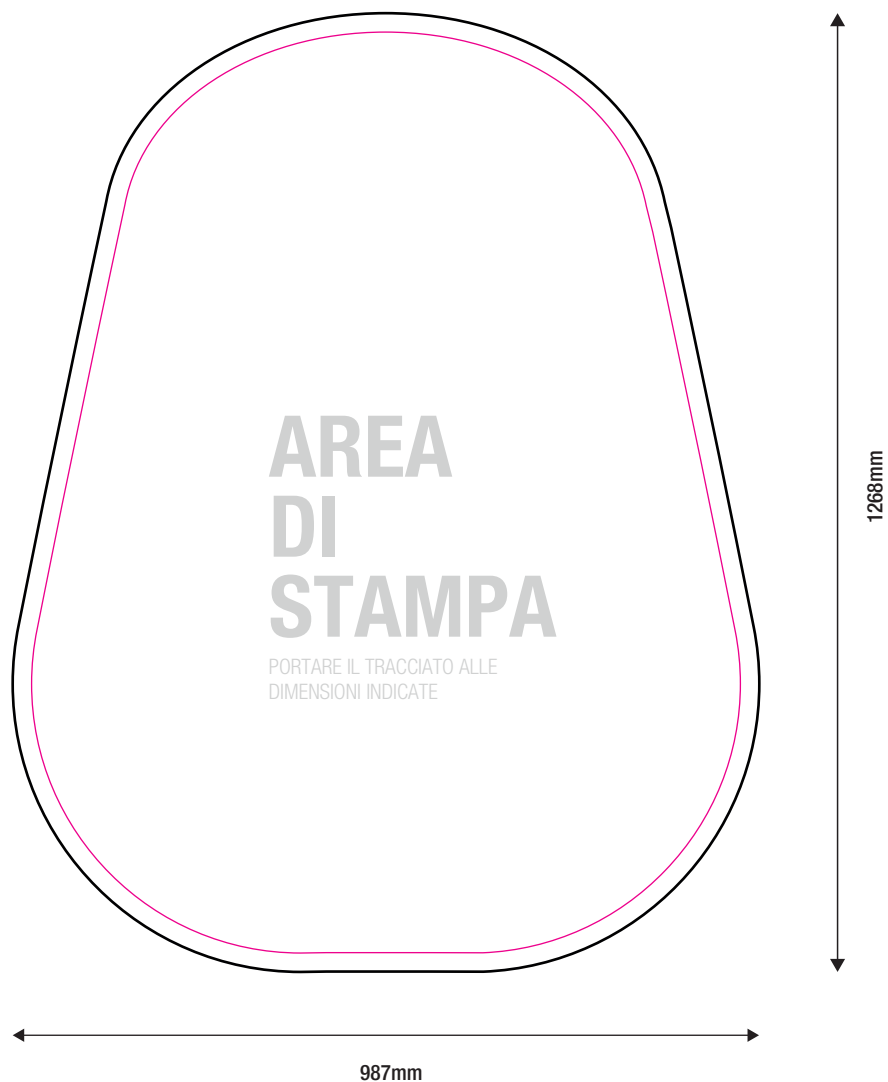 AREA
DI
STAMPA
PORTARE IL TRACCIATO ALLE
DIMENSIONI INDICATE
1268mm
987mm